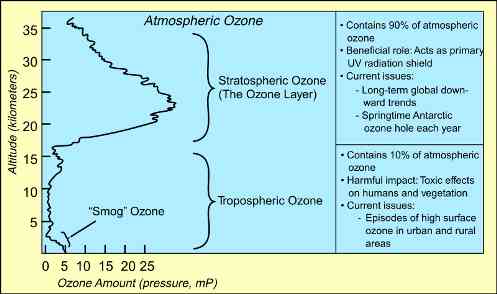 Atmospheric Ozone
35
30
25
20
15
10
5
Altitude (kilometers)
Stratospheric Ozone
(The Ozone Layer)
Tropospheric Ozone
“Smog” Ozone
0 5 10 15 20 25
Ozone Amount (pressure, mP)
• Contains 90% of atmospheric
ozone
• Beneficial role: Acts as primary
UV radiation shield
• Current issues:
- Long-term global down-
ward trends
- Springtime Antarctic
ozone hole each year
• Contains 10% of atmospheric
ozone
• Harmful impact: Toxic effects
on humans and vegetation
• Current issues:
- Episodes of high surface
ozone in urban and rural
areas